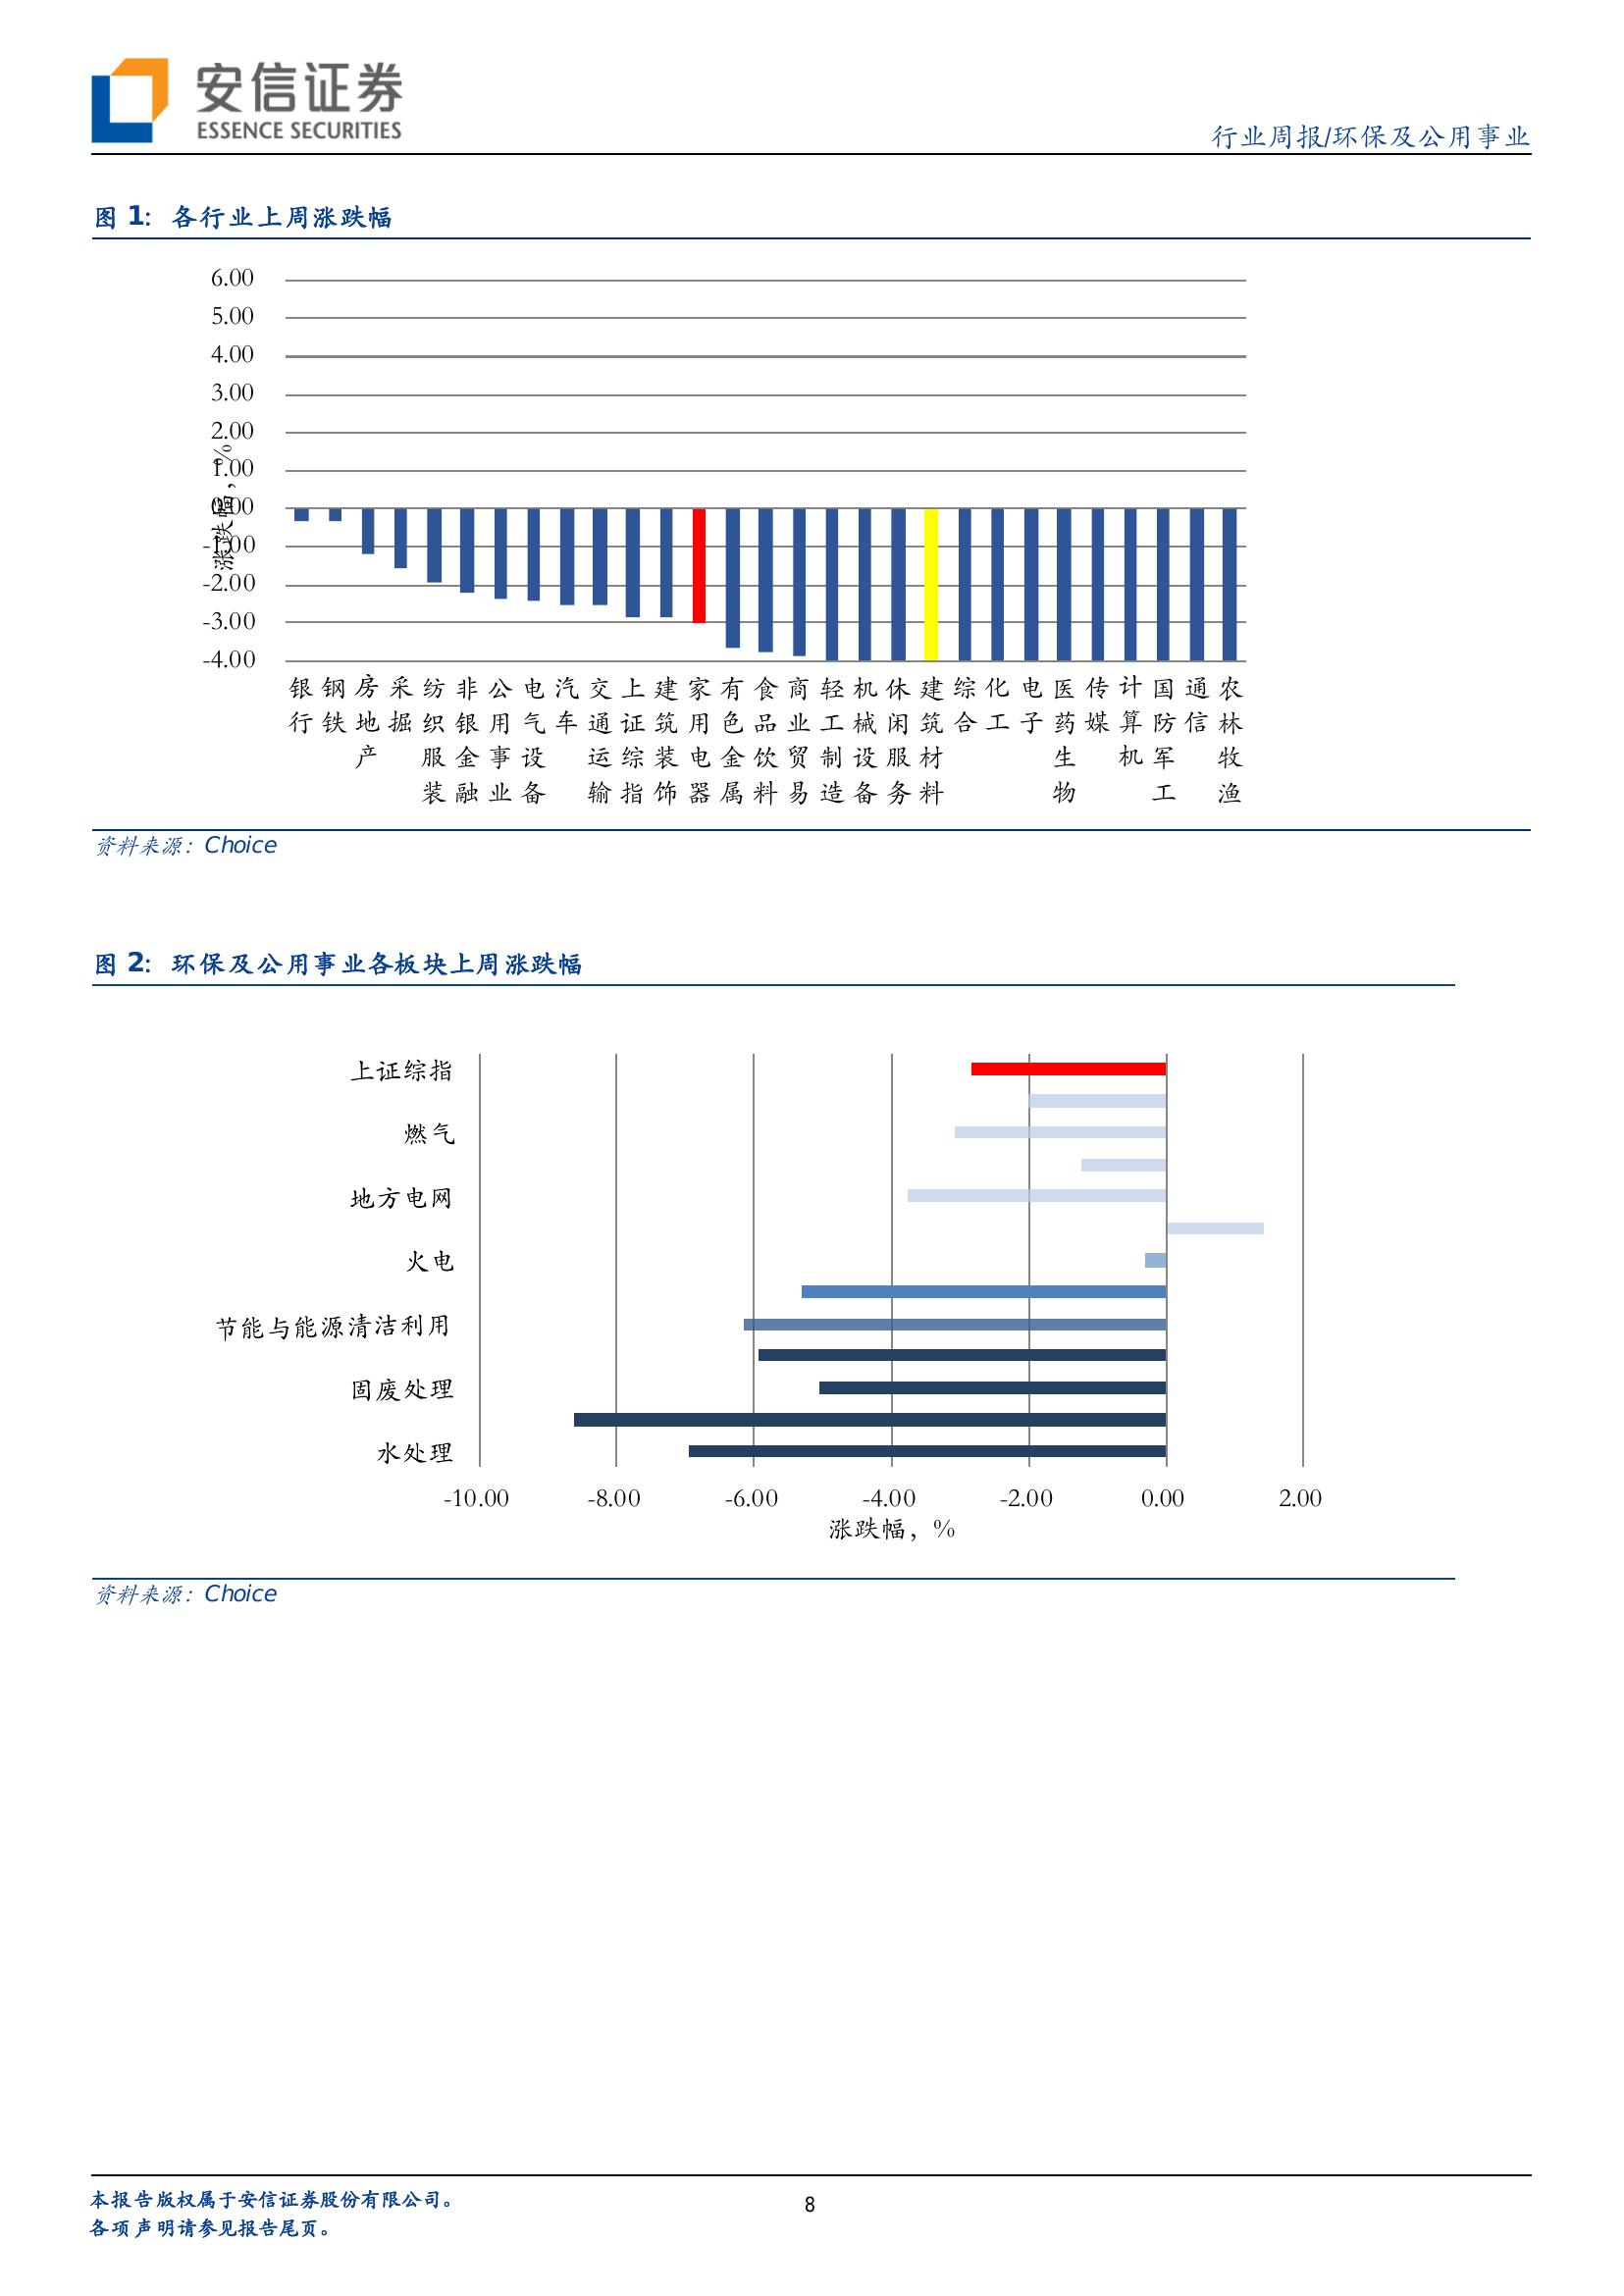 安信证券
ESSENCE SECURITIES
行业周报/环保及公用事业
图 1: 各行业上周涨跌幅
6.00
5.00
4.00
3.00
2.00
1.00
0.00
-1.00
-2.00
-3.00
-4.00
涨跌幅，%
银行
钢铁
房地产
采掘
纺织服装
非银金融
公用事业
电气设备
汽车
交通运输
上证综指
建筑装饰
家用电器
有色金属
食品饮料
商业贸易
轻工制造
机械设备
休闲服务
建筑材料
综合
化工
电子
医药生物
传媒
计算机
国防军工
通信
农林牧渔
资料来源：Choice
图 2: 环保及公用事业各板块上周涨跌幅
上证综指
燃气
地方电网
火电
节能与能源清洁利用
固废处理
水处理
-10.00 -8.00 -6.00 -4.00 -2.00 0.00 2.00
涨跌幅，%
资料来源：Choice
本报告版权属于安信证券股份有限公司。
各项声明请参见报告尾页。
8